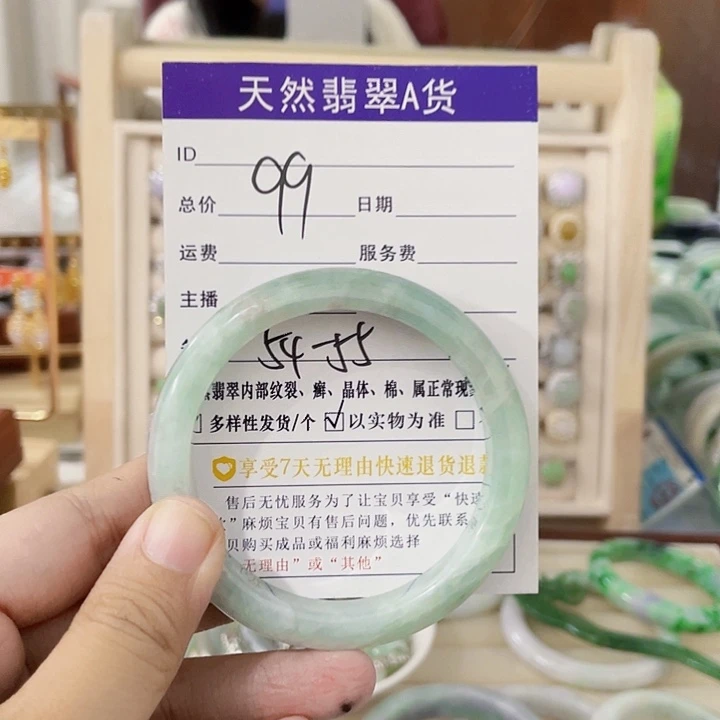 天然翡翠A货
ID
总价 99 日期
运费 服务费
主播
54-55
翡翠内部纹裂、癣、晶体、棉、属正常现
多样性发货/个 ☑以实物为准 □
享受7天无理由快速退货退
售后无忧服务为了让宝贝享受“快
”麻烦宝贝有售后问题，优先联系
贝购买成品或福利麻烦选择
无理由”或“其他”